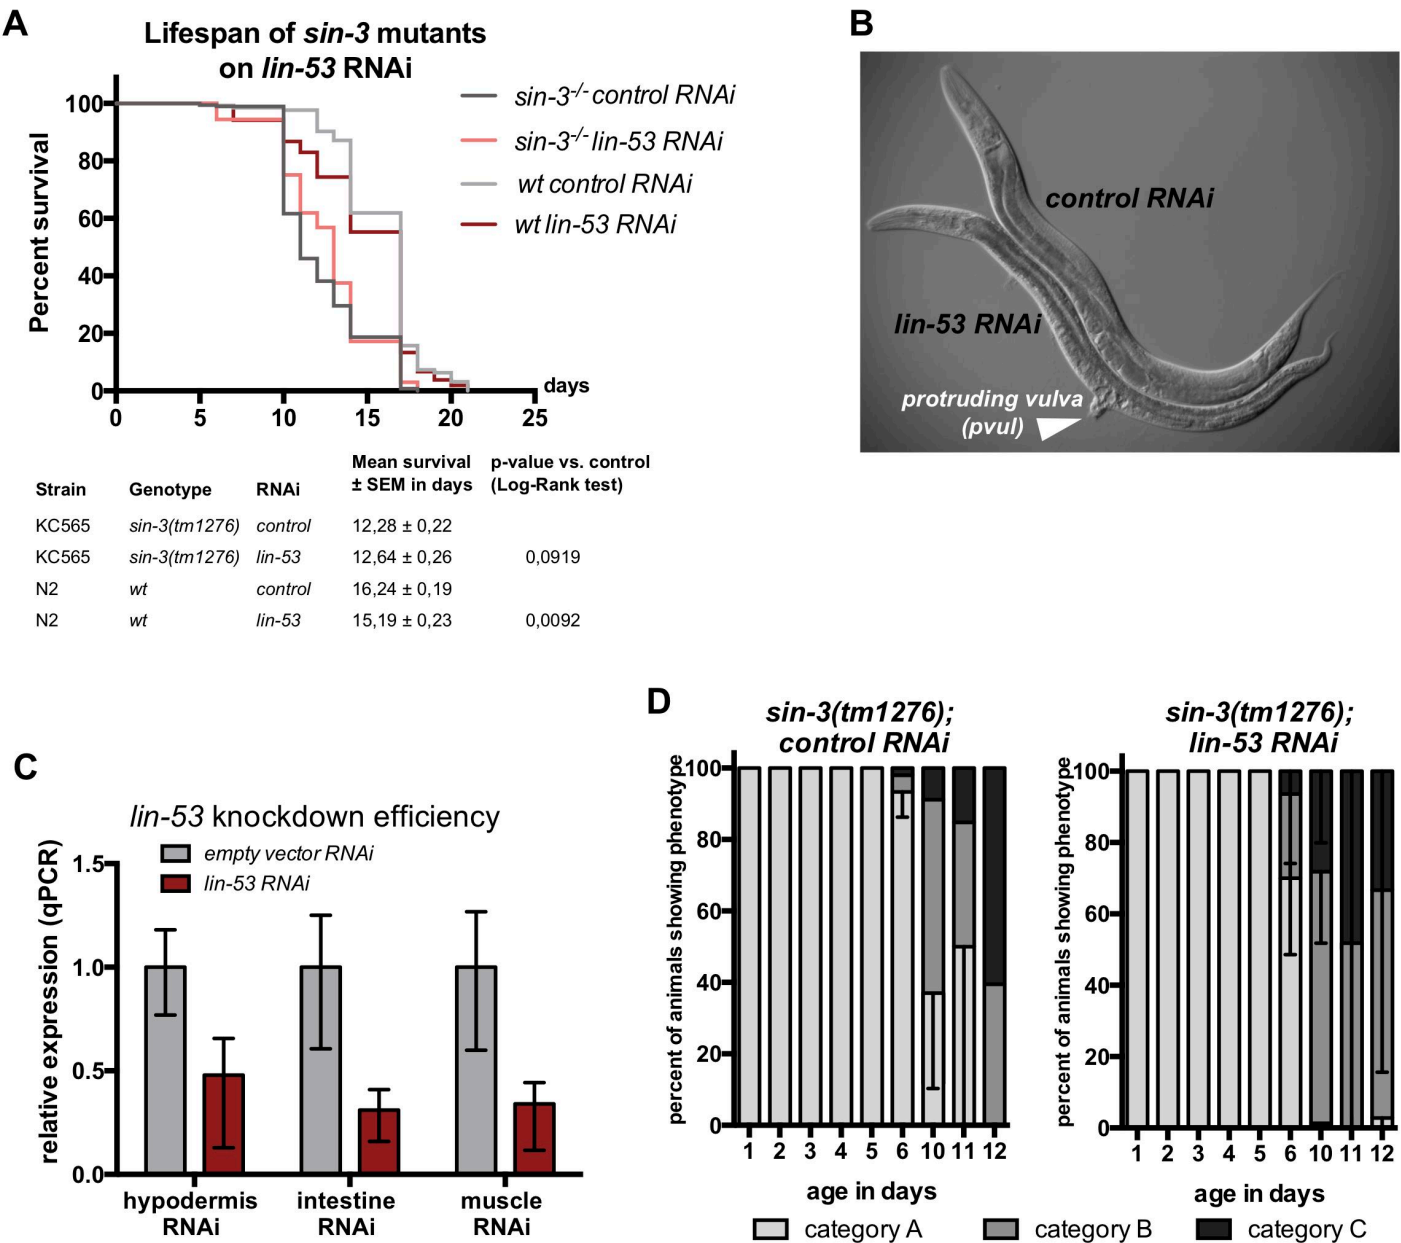 A
Lifespan of sin-3 mutants
on lin-53 RNAi
Percent survival
100
80
60
40
20
0
0 5 10 15 20 25
days
sin-3-/- control RNAi
sin-3-/- lin-53 RNAi
wt control RNAi
wt lin-53 RNAi
Mean survival p-value vs. control
Strain Genotype RNAi ± SEM in days (Log-Rank test)
KC565 sin-3(tm1276) control 12,28 ± 0,22
KC565 sin-3(tm1276) lin-53 12,64 ± 0,26 0,0919
N2 wt control 16,24 ± 0,19
N2 wt lin-53 15,19 ± 0,23 0,0092
B
control RNAi
lin-53 RNAi
protruding vulva
(pvul)
C
lin-53 knockdown efficiency
empty vector RNAi
lin-53 RNAi
relative expression (qPCR)
1.5
1.0
0.5
0.0
hypodermis intestine muscle
RNAi RNAi RNAi
D
sin-3(tm1276);
control RNAi
percent of animals showing phenotype
100
80
60
40
20
0
1 2 3 4 5 6 10 11 12
age in days
sin-3(tm1276);
lin-53 RNAi
percent of animals showing phenotype
100
80
60
40
20
0
1 2 3 4 5 6 10 11 12
age in days
category A category B category C